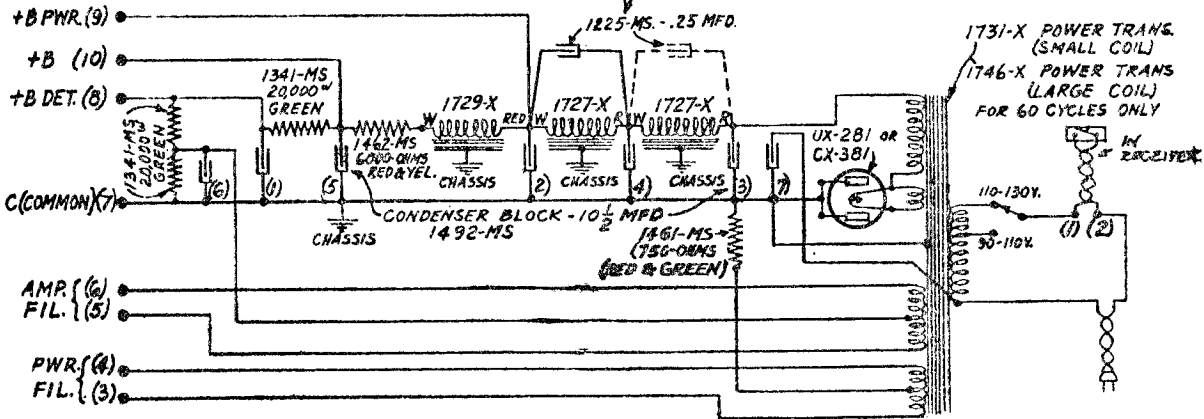 +B PWR. (9)
+B (10)
+B DET. (8)
C (COMMON) (7)
AMP. (6)
FIL. (5)
PWR. (4)
FIL. (3)
1225-MS. - .25 MFD.
1341-MS
20,000 ω
GREEN
1341-MS
20,000 ω
GREEN
1462-MS
6000-OHMS
RED & YEL.
W 1729-X RED
W 1727-X R
W 1727-X R
CHASSIS
CHASSIS
CHASSIS
CHASSIS
(6)
(1)
(5)
2)
(4)
(3)
7)
CONDENSER BLOCK - 10 1/2 MFD
1492-MS
1461-MS
(756-OHMS
(RED & GREEN)
UX-281 OR
CX-381
1731-X POWER TRANS.
(SMALL COIL)
1746-X POWER TRANS
(LARGE COIL)
FOR 60 CYCLES ONLY
IN
110-130V.
90-110V.
(1) (2)